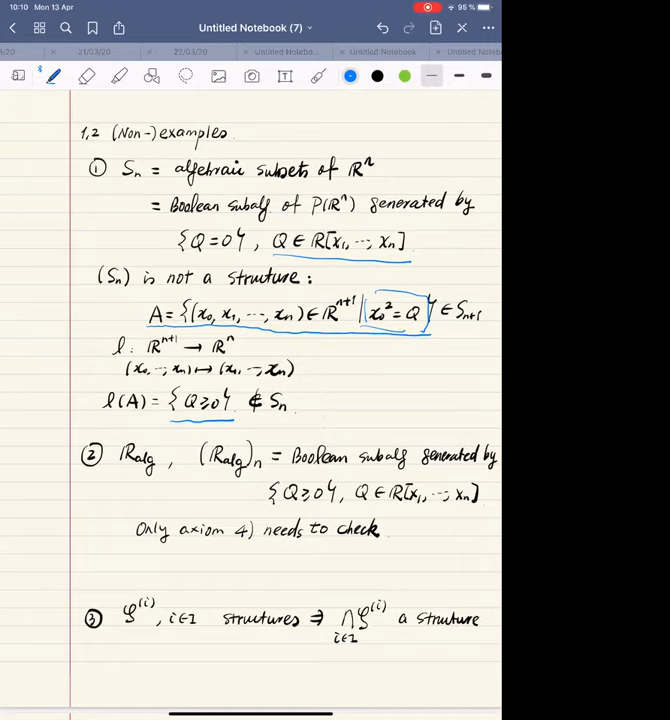 10:10 Mon 13 Apr
95 %
Untitled Notebook (7)
3/20 21/03/20 22/03/20 Untitled Notebo... Untitled Notebook Untitled Noteb
1,2 (Non-)examples.
① Sₙ = algebraic subsets of ℝⁿ
= Boolean subalg of P(ℝⁿ) generated by
{Q=0}, Q ∈ ℝ[x₁, ..., xₙ]
(Sₙ) is not a structure:
A = {(x₀, x₁, ..., xₙ) ∈ ℝⁿ⁺¹ | x₀² = Q} ∈ Sₙ₊₁
l: ℝⁿ⁺¹ → ℝⁿ
(x₀, ..., xₙ) ↦ (x₁, ..., xₙ)
l(A) = {Q ≥ 0} ∉ Sₙ
② ℝalg, (ℝalg)ₙ = Boolean subalg generated by
{Q ≥ 0}, Q ∈ ℝ[x₁, ..., xₙ]
Only axiom 4) needs to check.
③ 𝒮⁽ⁱ⁾, i∈I structures ⇒ ⋂ 𝒮⁽ⁱ⁾ a structure
i∈I